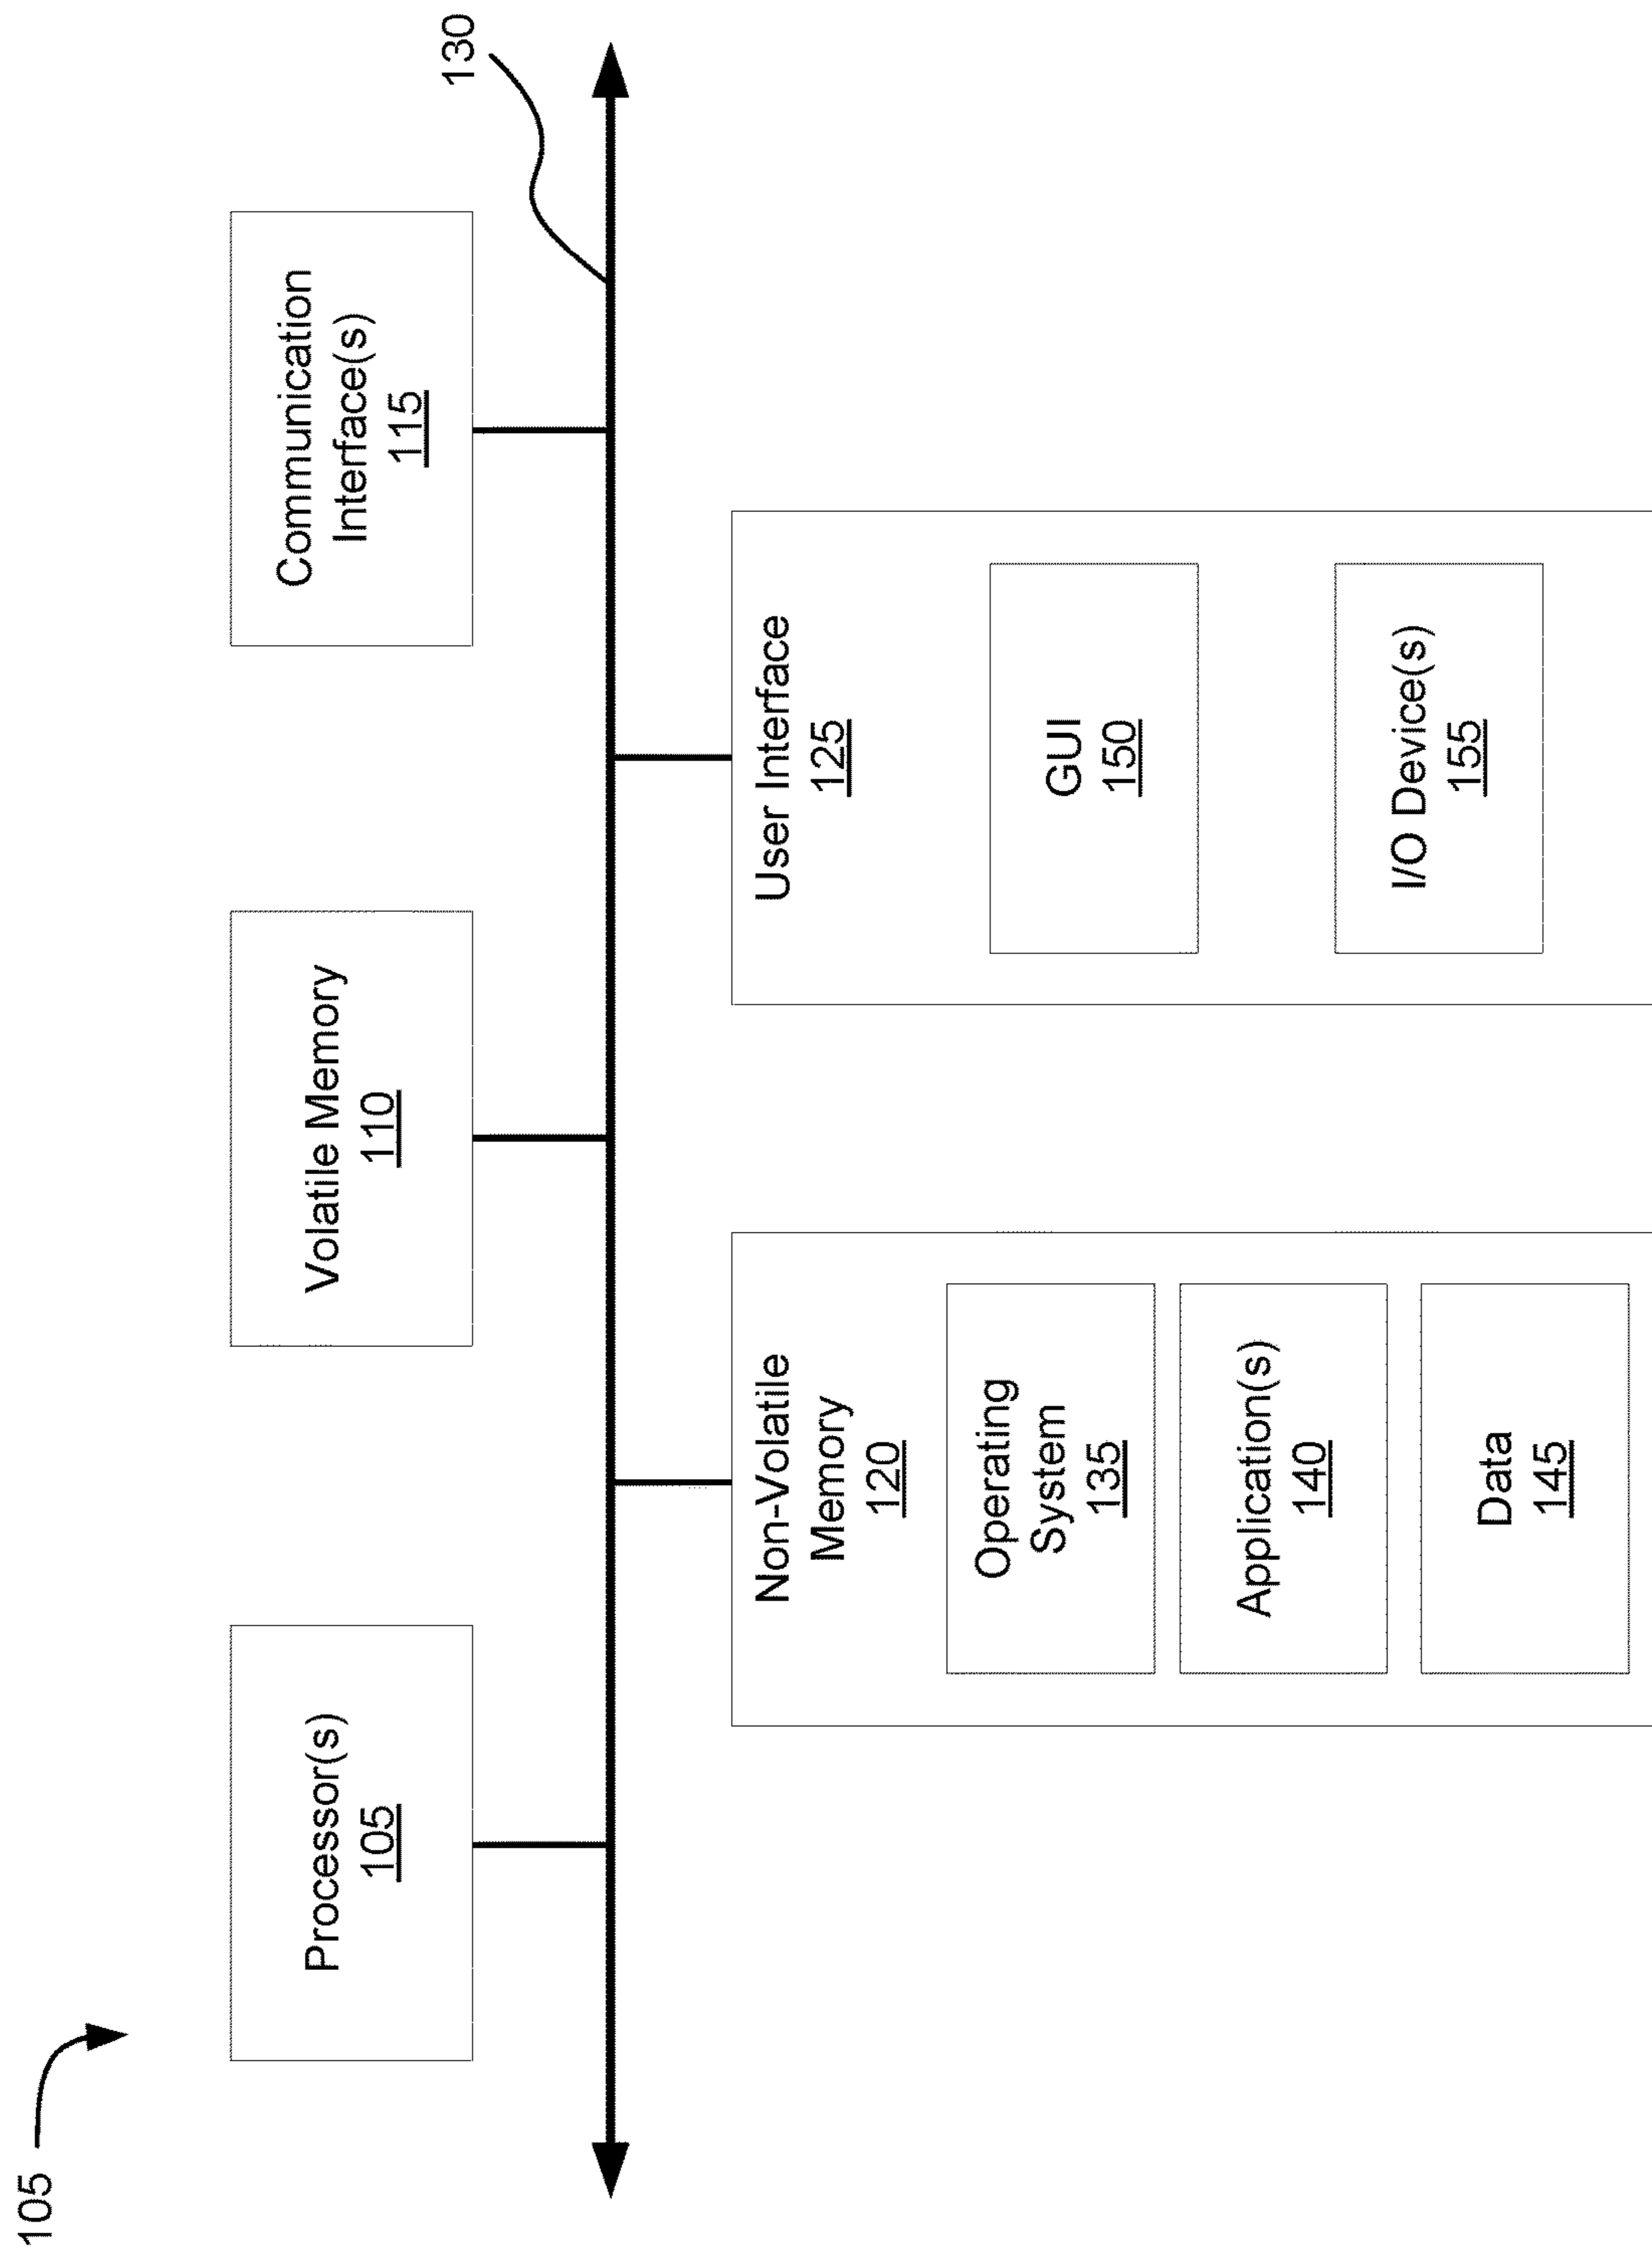 105
Processor(s)
105
Volatile Memory
110
Communication
Interface(s)
115
130
Non-Volatile
Memory
120
Operating
System
135
Application(s)
140
Data
145
User Interface
125
GUI
150
I/O Device(s)
155